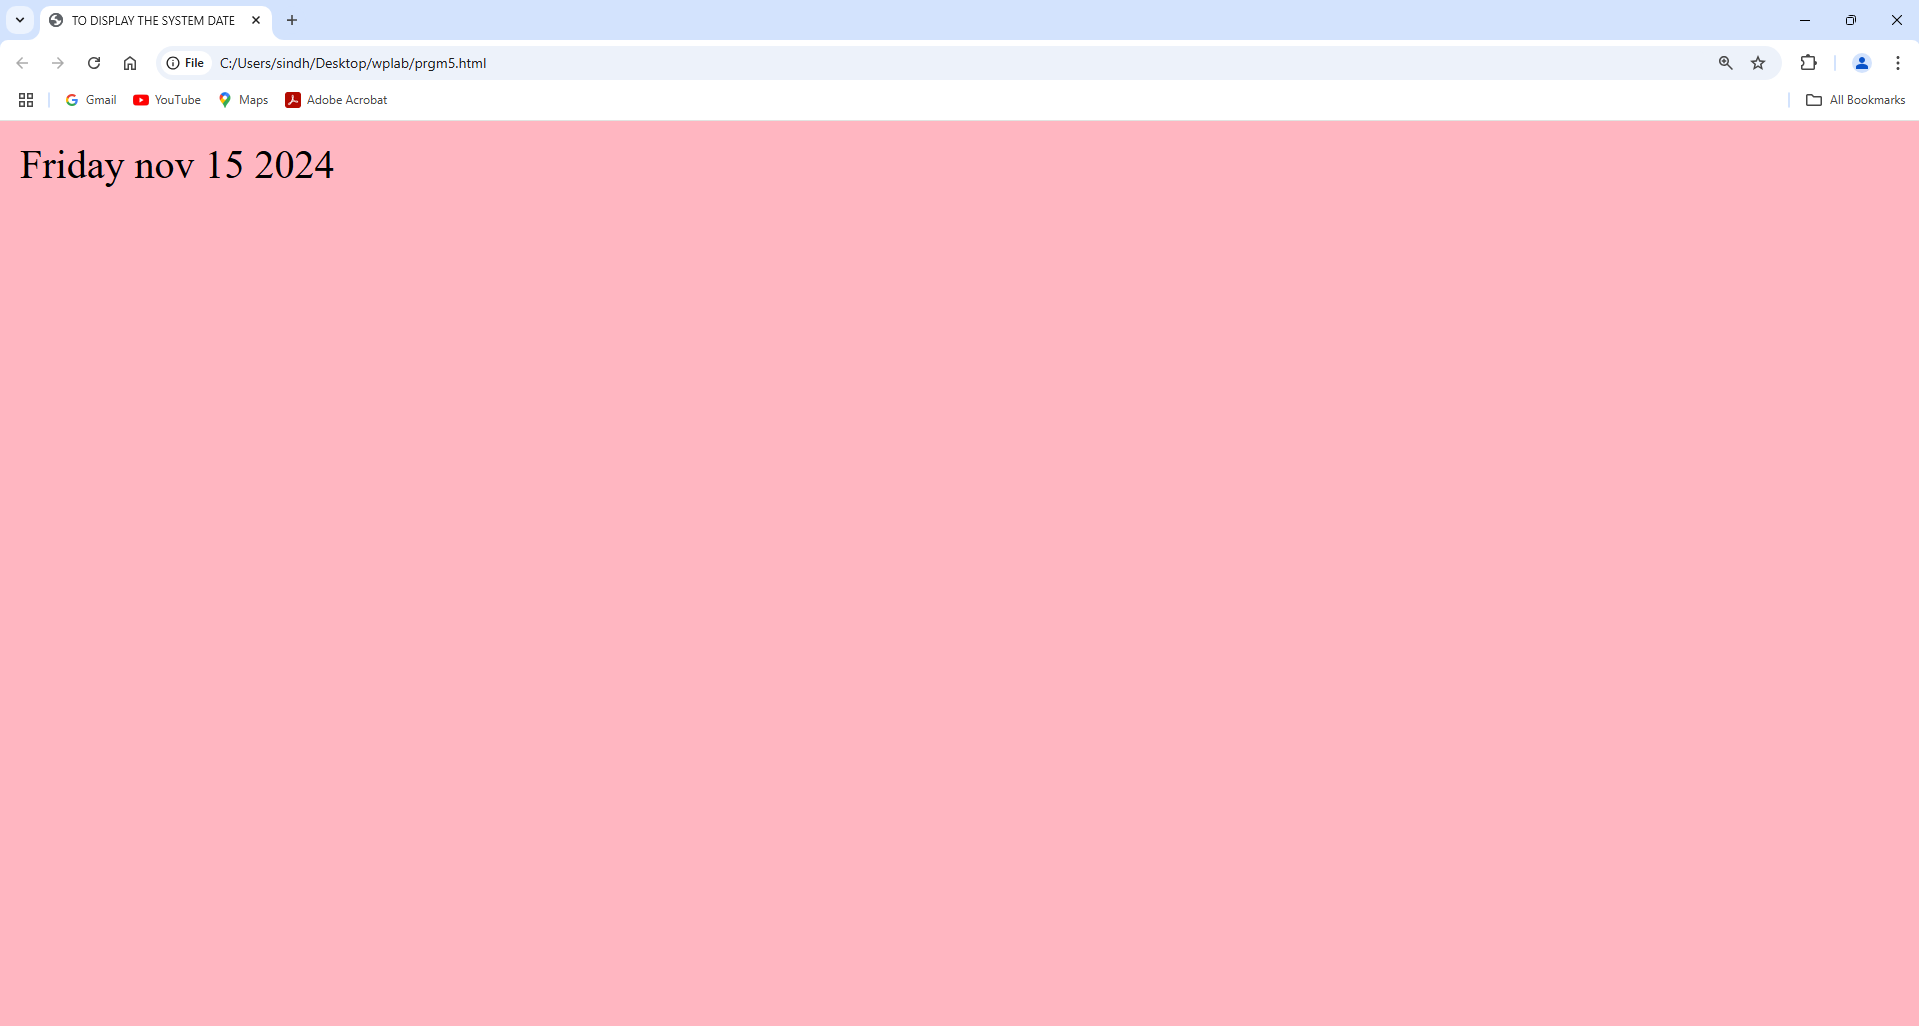 TO DISPLAY THE SYSTEM DATE
File C:/Users/sindh/Desktop/wplab/prgm5.html
Gmail YouTube Maps Adobe Acrobat All Bookmarks
Friday nov 15 2024